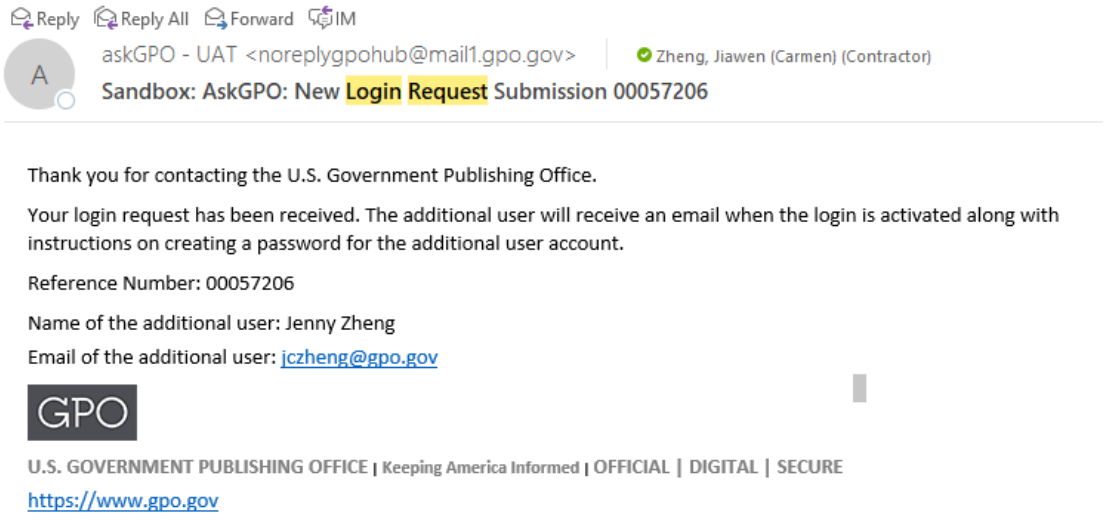 Reply Reply All Forward IM
askGPO - UAT <noreplygpohub@mail1.gpo.gov> Zheng, Jiawen (Carmen) (Contractor)
A
Sandbox: AskGPO: New Login Request Submission 00057206
Thank you for contacting the U.S. Government Publishing Office.
Your login request has been received. The additional user will receive an email when the login is activated along with
instructions on creating a password for the additional user account.
Reference Number: 00057206
Name of the additional user: Jenny Zheng
Email of the additional user: jczheng@gpo.gov
GPO
U.S. GOVERNMENT PUBLISHING OFFICE | Keeping America Informed | OFFICIAL | DIGITAL | SECURE
https://www.gpo.gov